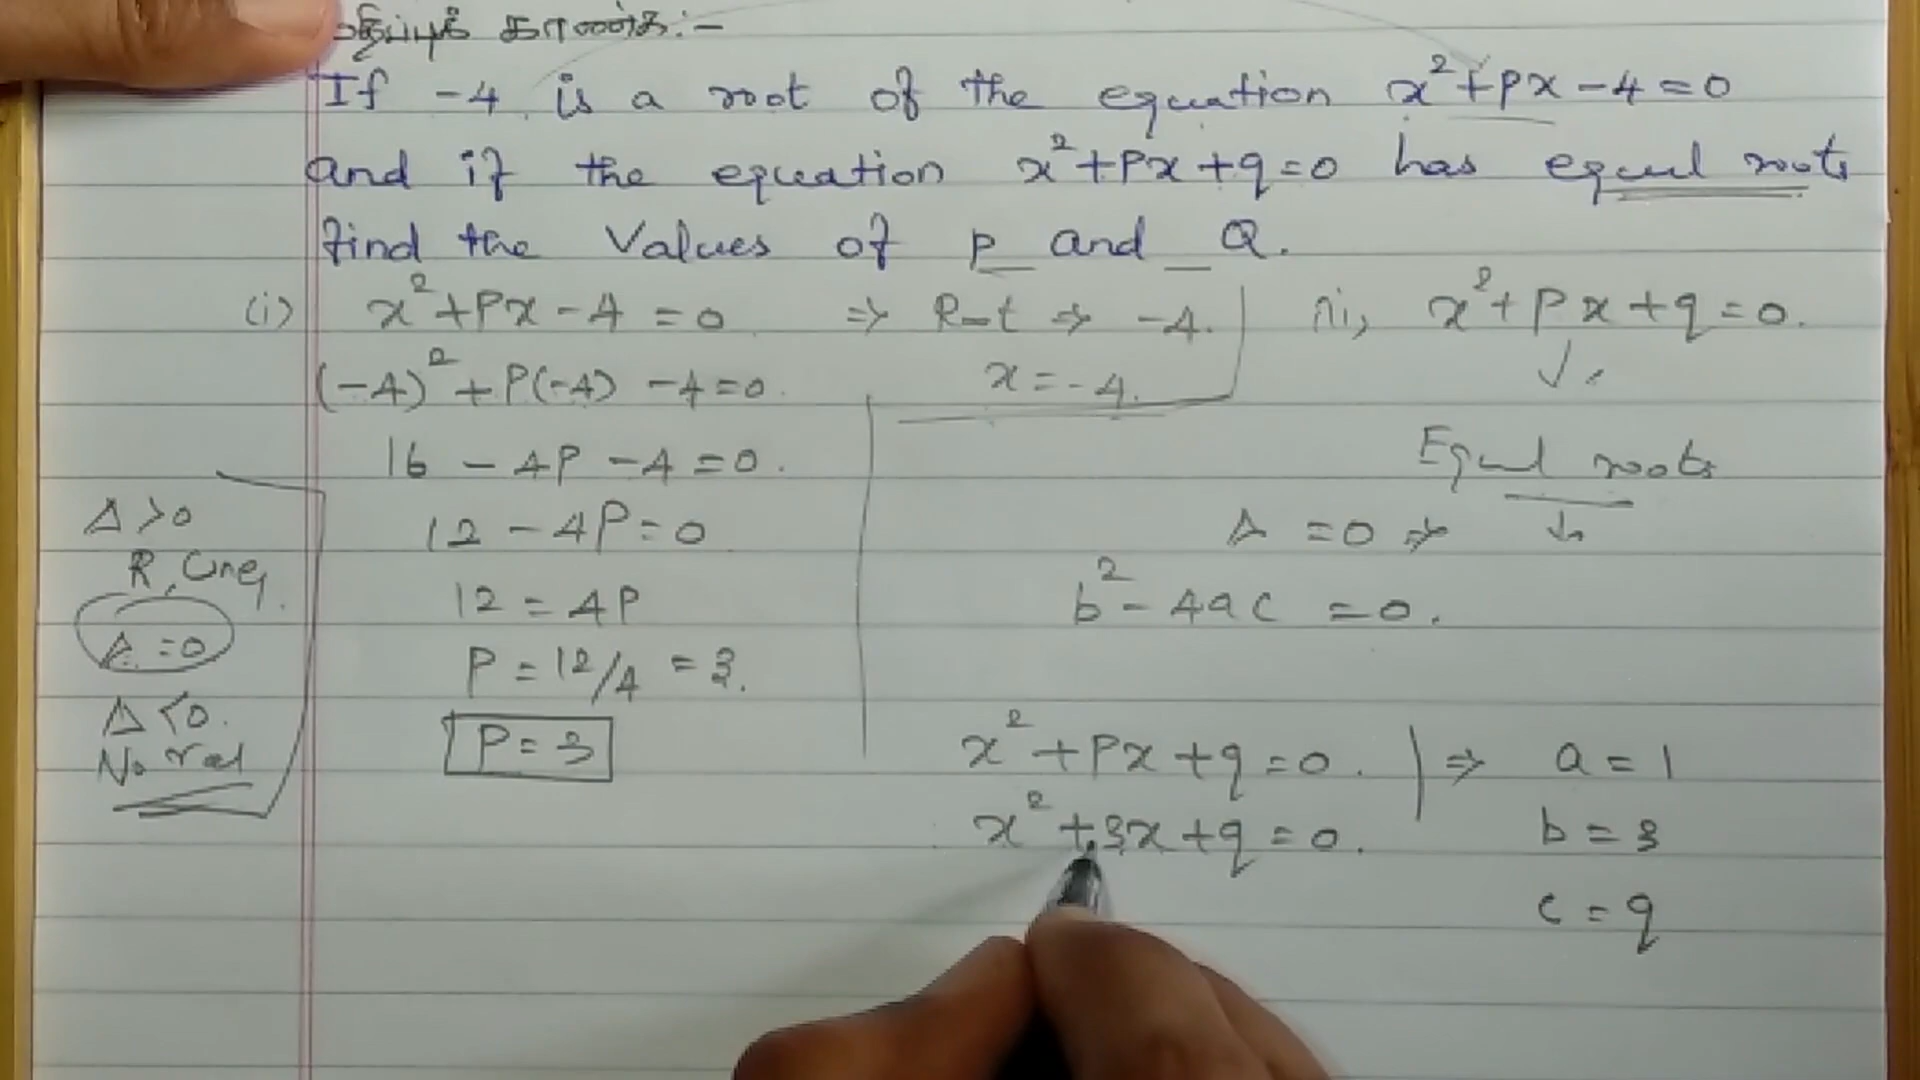 காண்க:-
If -4 is a root of the equation x²+px-4=0
and if the equation x²+px+q=0 has equal roots
find the values of p and Q.
(i) x²+Px-4=0 ⇒ Root ⇒ -4.
x=-4.
(-4)²+P(-4) -4=0.
16 - 4P - 4 = 0.
12 - 4P = 0
12 = 4P
P = 12/4 = 3.
P = 3
Δ>0
R, Uneq.
Δ=0
Δ<0.
No real
ii, x²+Px+q=0.
Equal roots
Δ = 0 ⇒
b²-4ac = 0.
x²+Px+q=0. ⇒ a = 1
x²+3x+q=0. b = 3
c = q